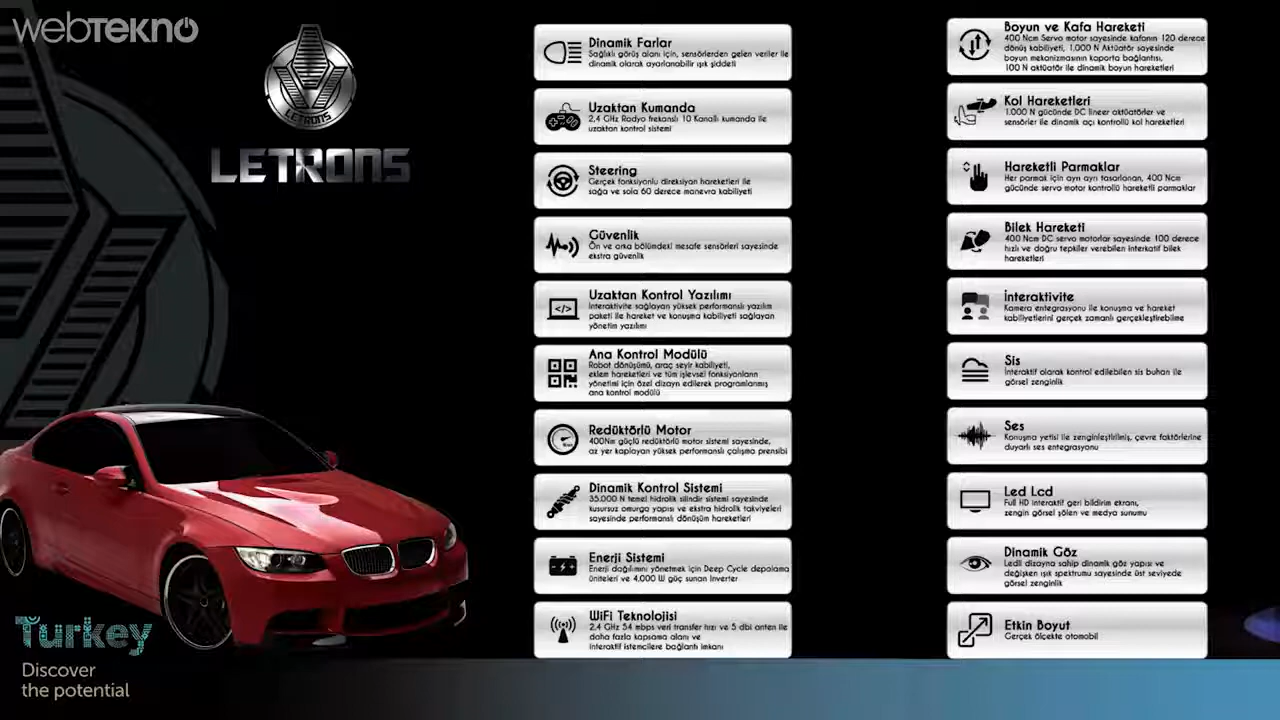 webTEKNO
LETRONS
LETRONS
Turkey
Discover
the potential
Dinamik Farlar
Sağlıklı görüş alanı için, sensörlerden gelen veriler ile
dinamik olarak ayarlanabilir ışık şiddeti
Uzaktan Kumanda
2,4 GHz Radyo frekanslı 10 Kanallı kumanda ile
uzaktan kontrol sistemi
Steering
Gerçek fonksiyonlu direksiyon hareketleri ile
sağa ve sola 60 derece manevra kabiliyeti
Güvenlik
Ön ve arka bölümdeki mesafe sensörleri sayesinde
ekstra güvenlik
Uzaktan Kontrol Yazılımı
İnteraktivite sağlayan yüksek performanslı yazılım
paketi ile hareket ve konuşma kabiliyeti sağlayan
yönetim yazılımı
Ana Kontrol Modülü
Robot dönüşümü, araç seyir kabiliyeti,
eklem hareketleri ve tüm işlevsel fonksiyonların
yönetimi için özel dizayn edilerek programlanmış
ana kontrol modülü
Redüktörlü Motor
400Nm güçlü redüktörlü motor sistemi sayesinde,
az yer kaplayan yüksek performanslı çalışma prensibi
Dinamik Kontrol Sistemi
35.000 N temel hidrolik silindir sistemi sayesinde
kusursuz omurga yapısı ve ekstra hidrolik takviyeleri
sayesinde performanslı dönüşüm hareketleri
Enerji Sistemi
Enerji dağılımını yönetmek için Deep Cycle depolama
üniteleri ve 4.000 W güç sunan İnverter
WiFi Teknolojisi
2.4 GHz 54 mbps veri transfer hızı ve 5 dbi anten ile
daha fazla kapsama alanı ve
interaktif istemcilere bağlantı imkanı
Boyun ve Kafa Hareketi
400 Ncm Servo motor sayesinde kafanın 120 derece
dönüş kabiliyeti, 1.000 N Aktüatör sayesinde
boyun mekanizmasının kaporta bağlantısı,
100 N aktüatör ile dinamik boyun hareketleri
Kol Hareketleri
1.000 N gücünde DC lineer aktüatörler ve
sensörler ile dinamik açı kontrollü kol hareketleri
Hareketli Parmaklar
Her parmak için ayrı ayrı tasarlanan, 400 Ncm
gücünde servo motor kontrollü hareketli parmaklar
Bilek Hareketi
400 Ncm DC servo motorlar sayesinde 100 derece
hızlı ve doğru tepkiler verebilen interkatif bilek
hareketleri
İnteraktivite
Kamera entegrasyonu ile konuşma ve hareket
kabiliyetlerini gerçek zamanlı gerçekleştirebilme
Sis
İnteraktif olarak kontrol edilebilen sis buharı ile
görsel zenginlik
Ses
Konuşma yetisi ile zenginleştirilmiş, çevre faktörlerine
duyarlı ses entegrasyonu
Led Lcd
Full HD interaktif geri bildirim ekranı,
zengin görsel şölen ve medya sunumu
Dinamik Göz
Ledli dizayna sahip dinamik göz yapısı ve
değişken ışık spektrumu sayesinde üst seviyede
görsel zenginlik
Etkin Boyut
Gerçek ölçekte otomobil